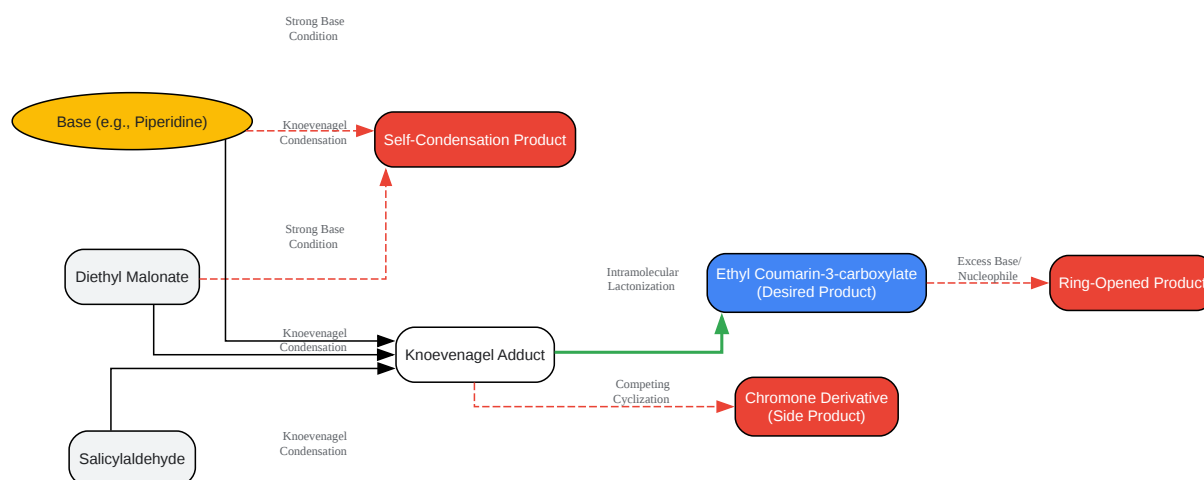 Strong Base
Condition
Base (e.g., Piperidine)
Knoevenagel
Condensation
Self-Condensation Product
Strong Base
Condition
Diethyl Malonate
Intramolecular
Lactonization
Ethyl Coumarin-3-carboxylate
(Desired Product)
Excess Base/
Nucleophile
Ring-Opened Product
Knoevenagel
Condensation
Knoevenagel Adduct
Competing
Cyclization
Chromone Derivative
(Side Product)
Knoevenagel
Condensation
Salicylaldehyde